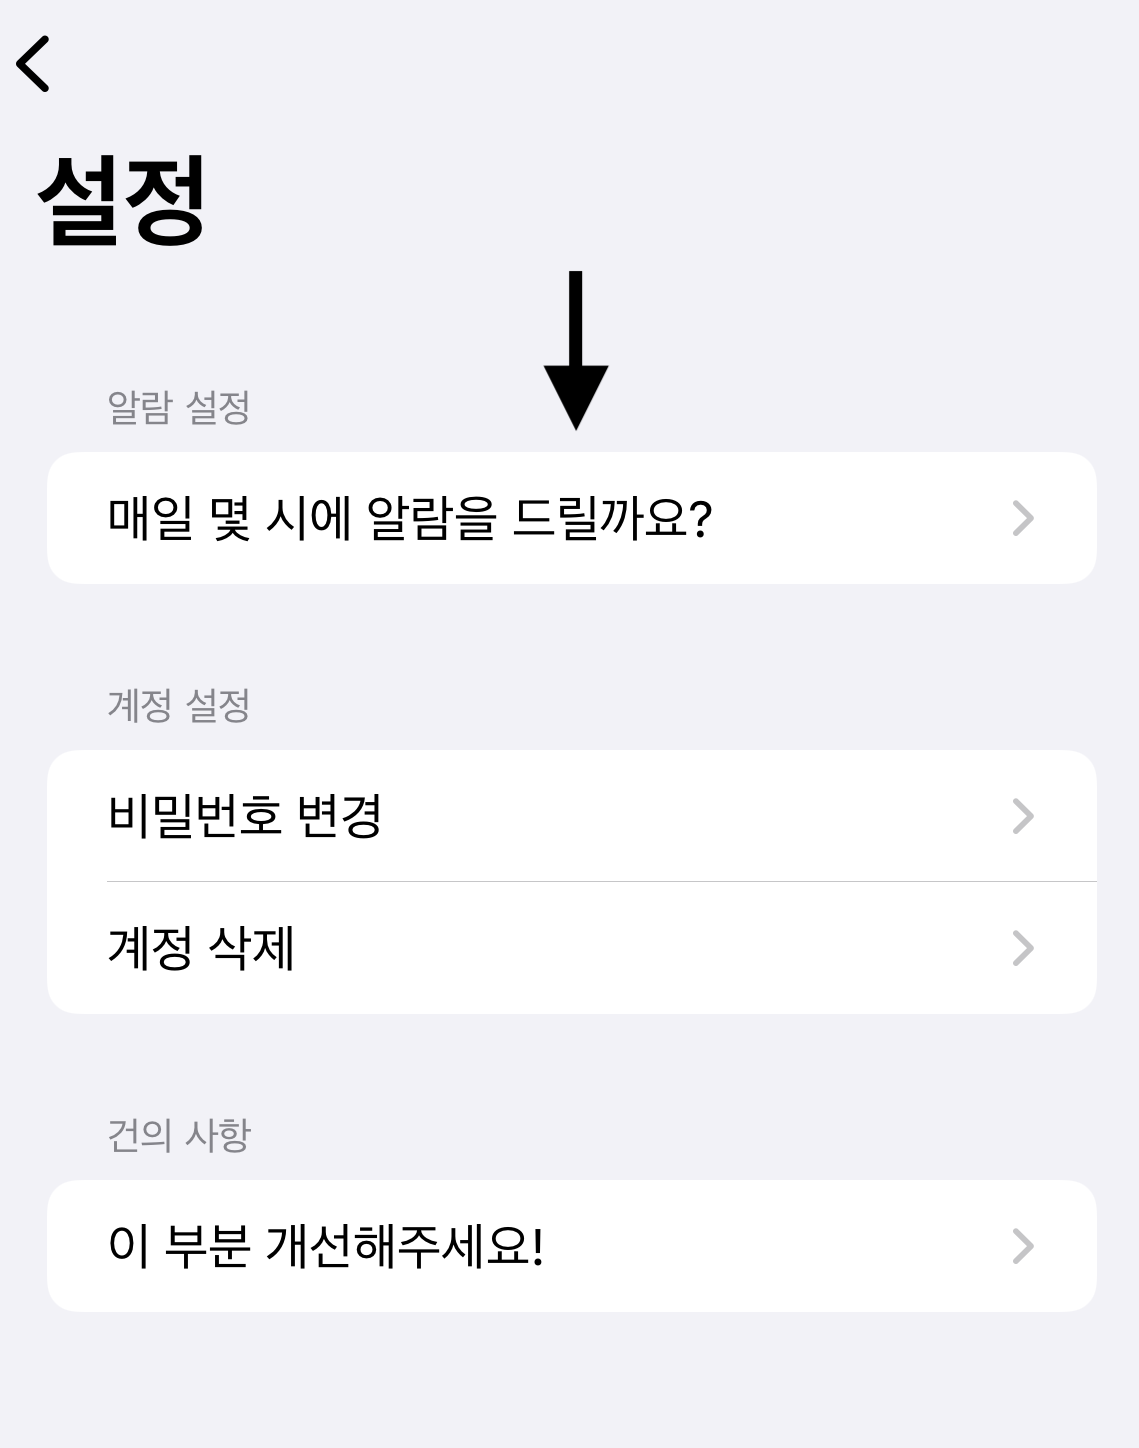 설정
알람 설정
매일 몇 시에 알람을 드릴까요?
계정 설정
비밀번호 변경
계정 삭제
건의 사항
이 부분 개선해주세요!